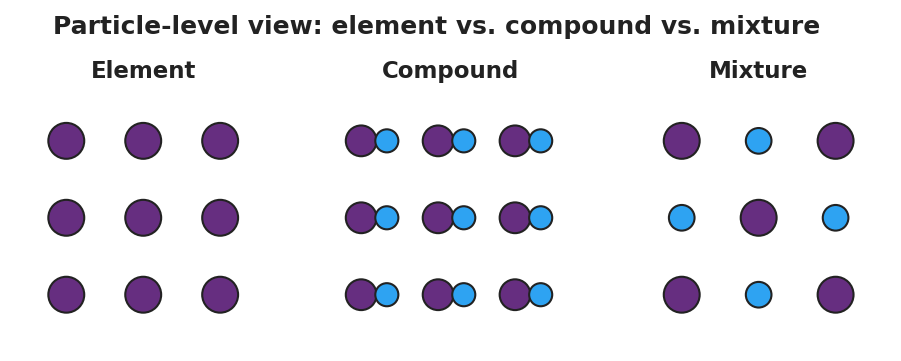 Particle-level view: element vs. compound vs. mixture
Element
Compound
Mixture